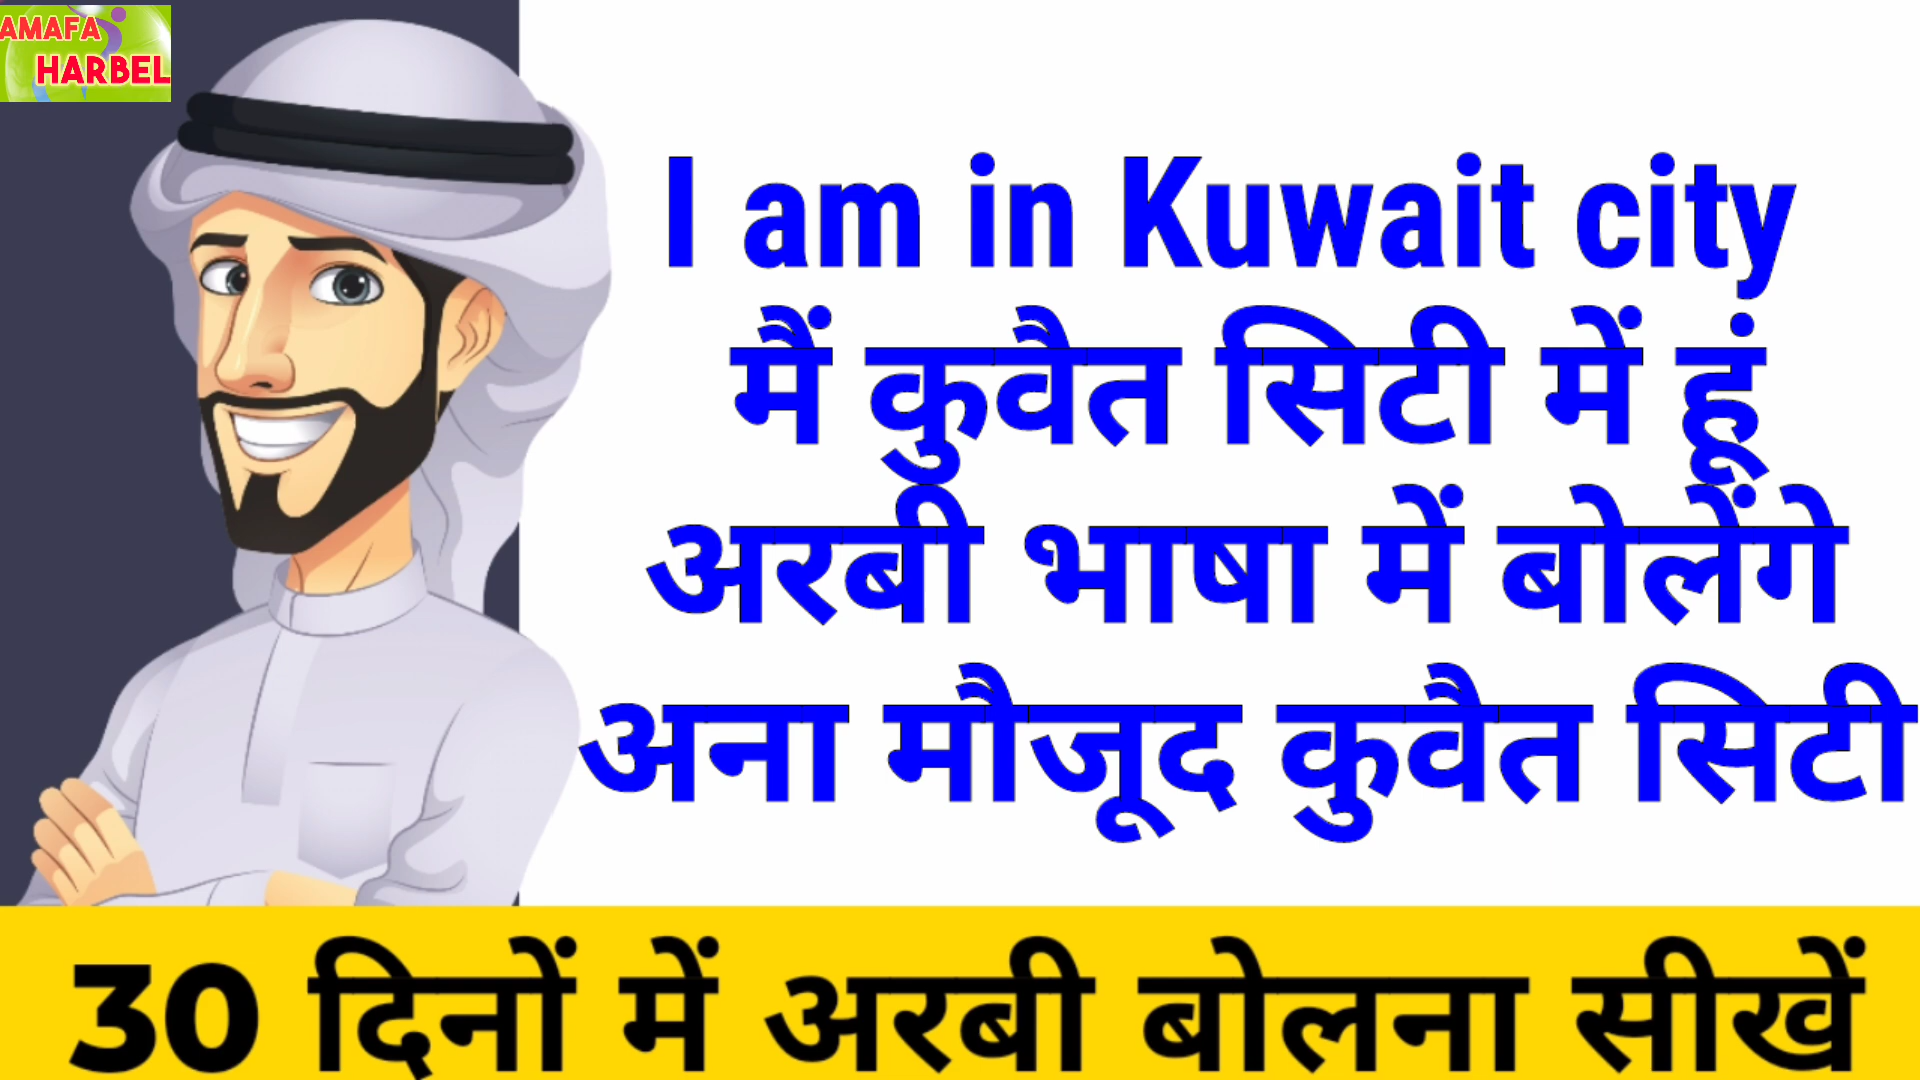 AMAFA
HARBEL
I am in Kuwait city
मैं कुवैत सिटी में हूं
अरबी भाषा में बोलेंगे
अना मौजूद कुवैत सिटी
30 दिनों में अरबी बोलना सीखें